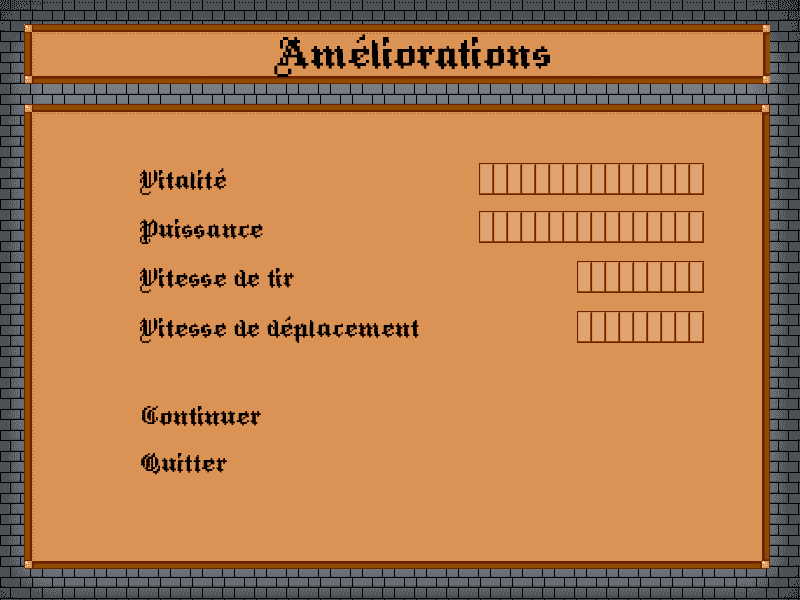 Améliorations
Vitalité
Puissance
Vitesse de tir
Vitesse de déplacement
Continuer
Quitter